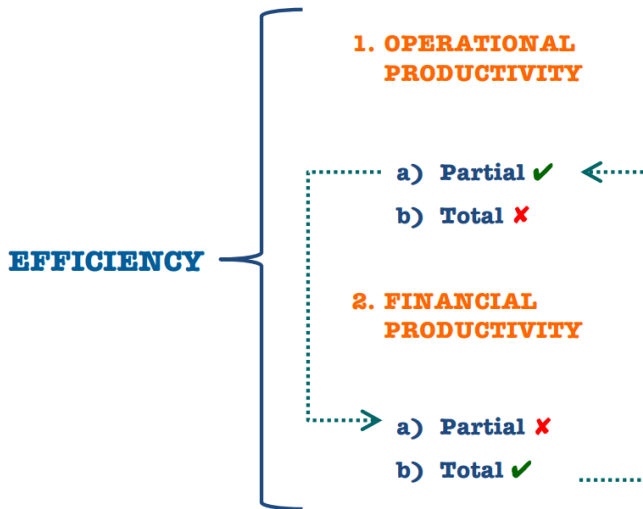 1. OPERATIONAL
PRODUCTIVITY
a) Partial ✔
b) Total ✘
EFFICIENCY
2. FINANCIAL
PRODUCTIVITY
a) Partial ✘
b) Total ✔